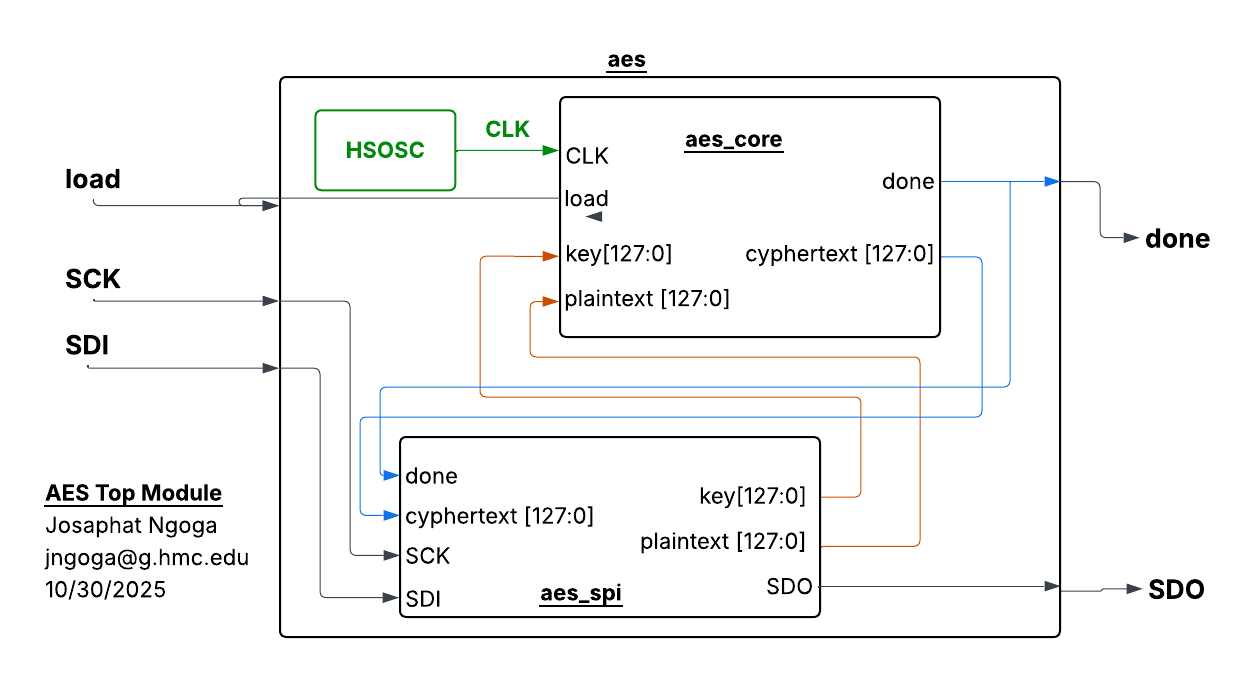 aes
HSOSC
CLK
aes_core
CLK
load
key[127:0]
plaintext [127:0]
done
cyphertext [127:0]
load
SCK
SDI
done
done
cyphertext [127:0]
SCK
SDI
aes_spi
key[127:0]
plaintext [127:0]
SDO
SDO
AES Top Module
Josaphat Ngoga
jngoga@g.hmc.edu
10/30/2025